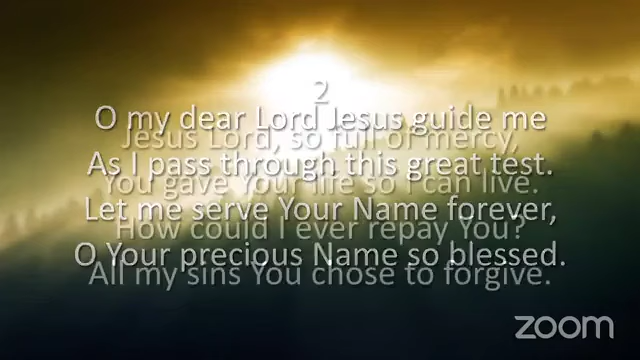 2
O my dear Lord Jesus guide me
As I pass through this great test.
Let me serve Your Name forever,
O Your precious Name so blessed.
Jesus Lord, so full of mercy,
You gave Your life so I can live.
How could I ever repay You?
All my sins You chose to forgive.
zoom